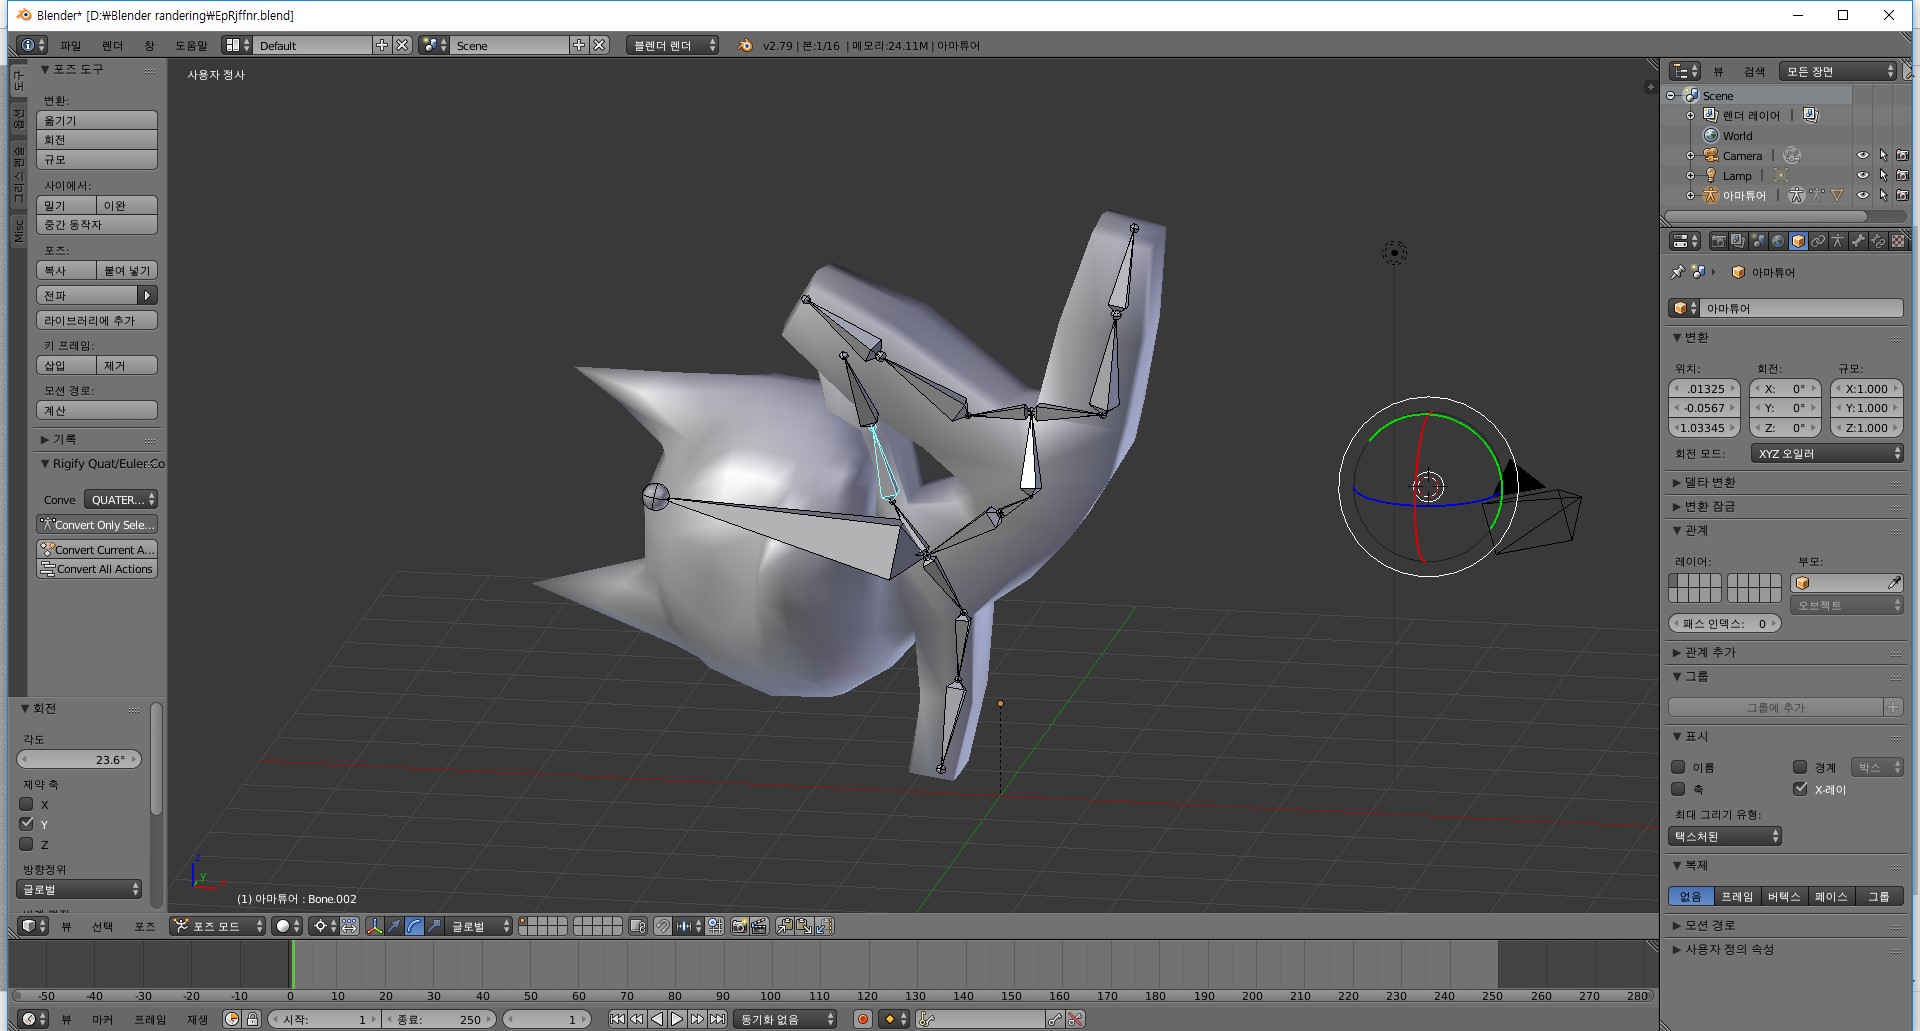 Blender* [D:₩Blender randering₩EpRjffnr.blend]
파일 렌더 창 도움말 Default Scene 블렌더 렌더 v2.79 | 본:1/16 | 메모리:24.11M | 아마튜어
도구
옵션
그리스 펜슬
Misc
포즈 도구
변환:
옮기기
회전
규모
사이에서:
밀기 이완
중간 동작자
포즈:
복사 붙여 넣기
전파
라이브러리에 추가
키 프레임:
삽입 제거
모션 경로:
계산
기록
Rigify Quat/Euler Co
Conve QUATER...
Convert Only Sele...
Convert Current A...
Convert All Actions
회전
각도
23.6°
제약 축
X
Y
Z
방향정위
글로벌
사용자 정사
z
y
x
(1) 아마튜어 : Bone.002
뷰 선택 포즈 포즈 모드 글로벌
-50 -40 -30 -20 -10 0 10 20 30 40 50 60 70 80 90 100 110 120 130 140 150 160 170 180 190 200 210 220 230 240 250 260 270 280
뷰 마커 프레임 재생 시작: 1 종료: 250 1 동기화 없음
뷰 검색 모든 장면
Scene
렌더 레이어 |
World
Camera |
Lamp |
아마튜어 |
아마튜어
아마튜어
변환
위치: 회전: 규모:
.01325 X: 0° X:1.000
-0.0567 Y: 0° Y:1.000
1.03345 Z: 0° Z:1.000
회전 모드: XYZ 오일러
델타 변환
변환 잠금
관계
레이어: 부모:
오브젝트
패스 인덱스: 0
관계 추가
그룹
그룹에 추가
표시
이름 경계 박스
축 X-레이
최대 그리기 유형:
택스처된
복제
없음 프레임 버텍스 페이스 그룹
모션 경로
사용자 정의 속성